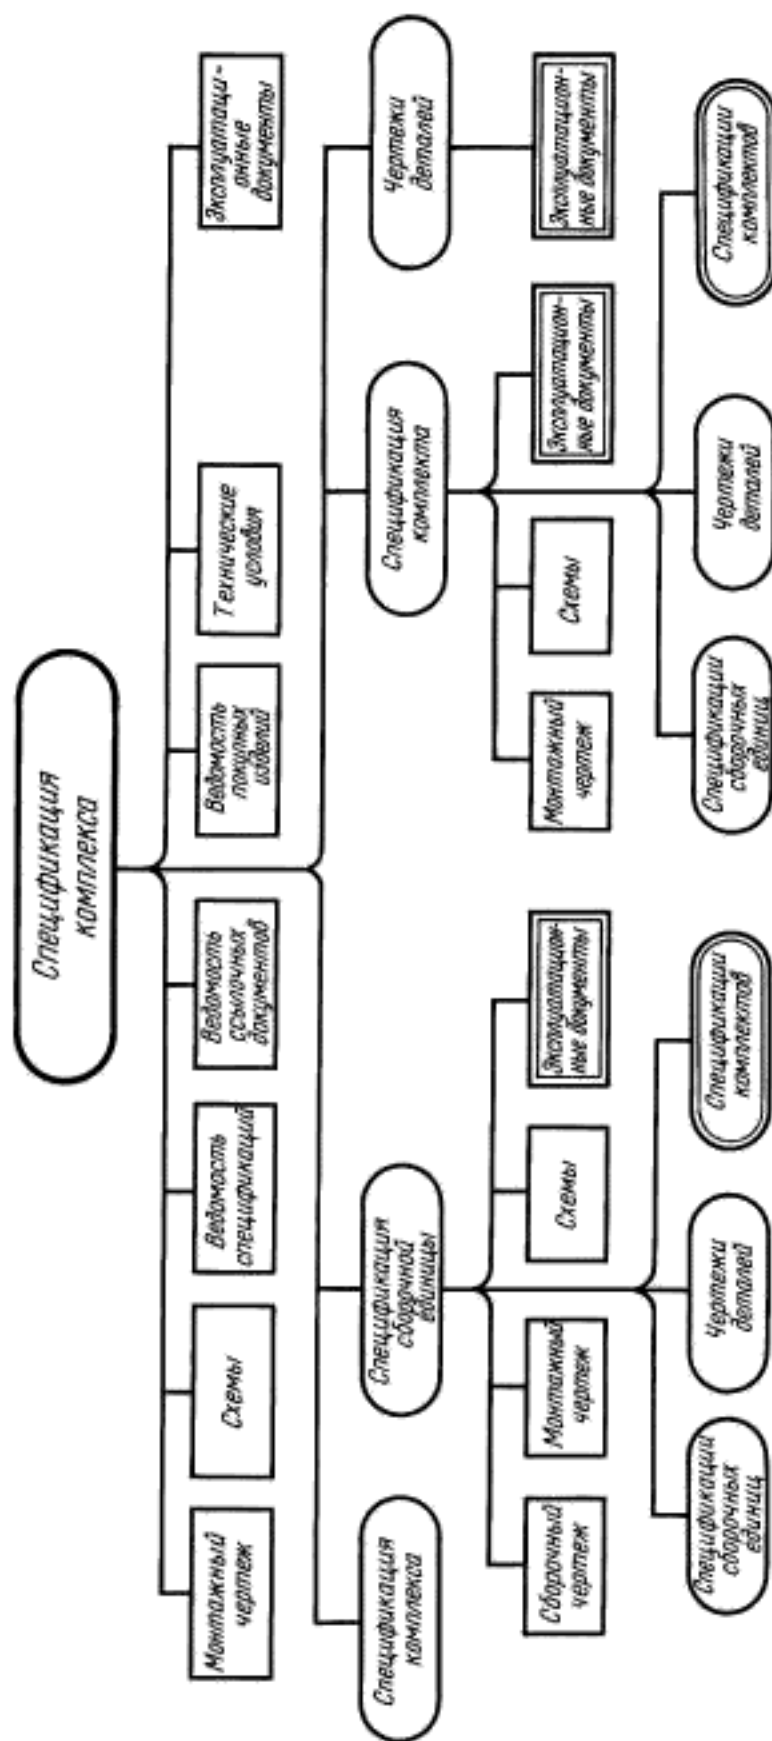 Спецификация
комплекса
Монтажный
чертеж
Схемы
Ведомость
спецификаций
Ведомость
ссылочных
документов
Ведомость
покупных
изделий
Технические
условия
Эксплуатаци-
онные
документы
Спецификация
комплекса
Спецификация
сборочной
единицы
Спецификация
комплекта
Чертежи
деталей
Сборочный
чертеж
Монтажный
чертеж
Схемы
Эксплуатацион-
ные документы
Монтажный
чертеж
Схемы
Эксплуатацион-
ные документы
Эксплуатацион-
ные документы
Спецификации
сборочных
единиц
Чертежи
деталей
Спецификации
комплектов
Спецификации
сборочных
единиц
Чертежи
деталей
Спецификации
комплектов